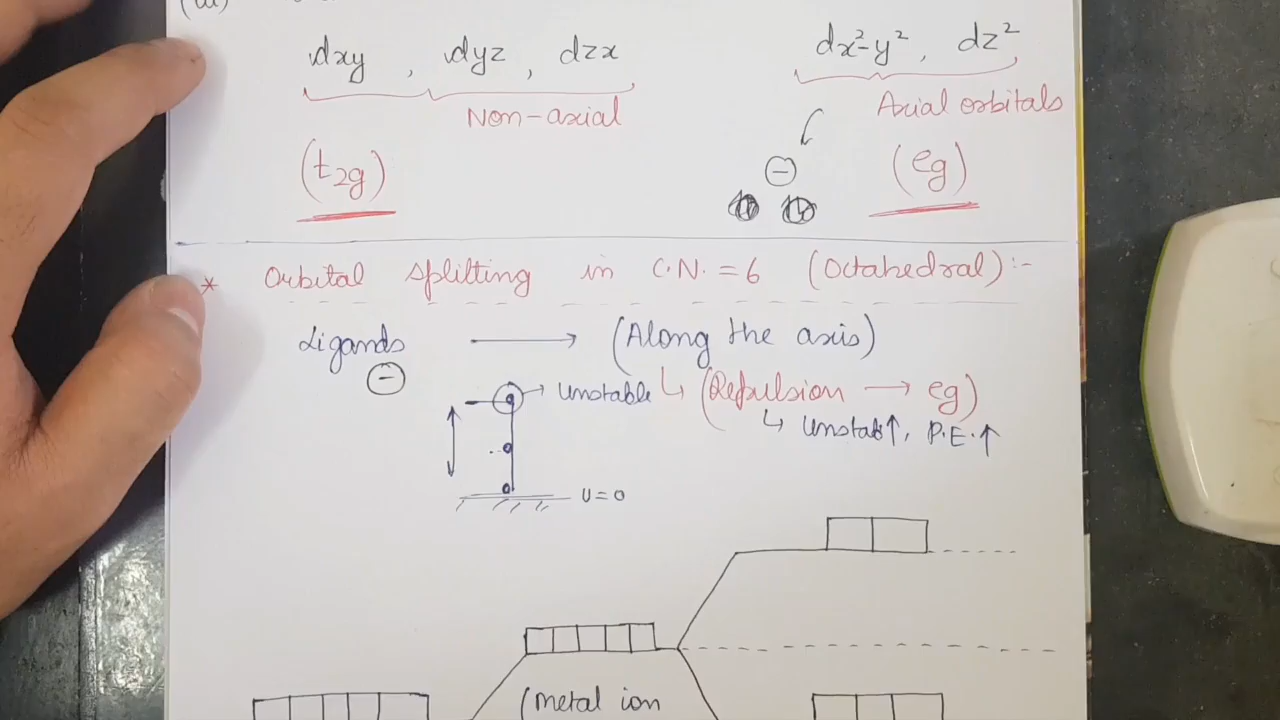 dxy , dyz , dzx
dx²-y² , dz²
Non-axial
Axial orbitals
(t₂g)
(eg)
* Orbital splitting in C.N. = 6 (Octahedral) :-
Ligands → (Along the axis)
Unstable ↳ (Repulsion → eg)
↳ Unstab↑, P.E.↑
U = 0
(metal ion